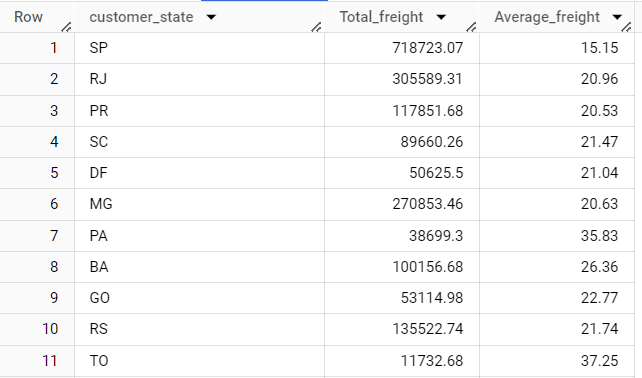 Row customer_state Total_freight Average_freight
1 SP 718723.07 15.15
2 RJ 305589.31 20.96
3 PR 117851.68 20.53
4 SC 89660.26 21.47
5 DF 50625.5 21.04
6 MG 270853.46 20.63
7 PA 38699.3 35.83
8 BA 100156.68 26.36
9 GO 53114.98 22.77
10 RS 135522.74 21.74
11 TO 11732.68 37.25